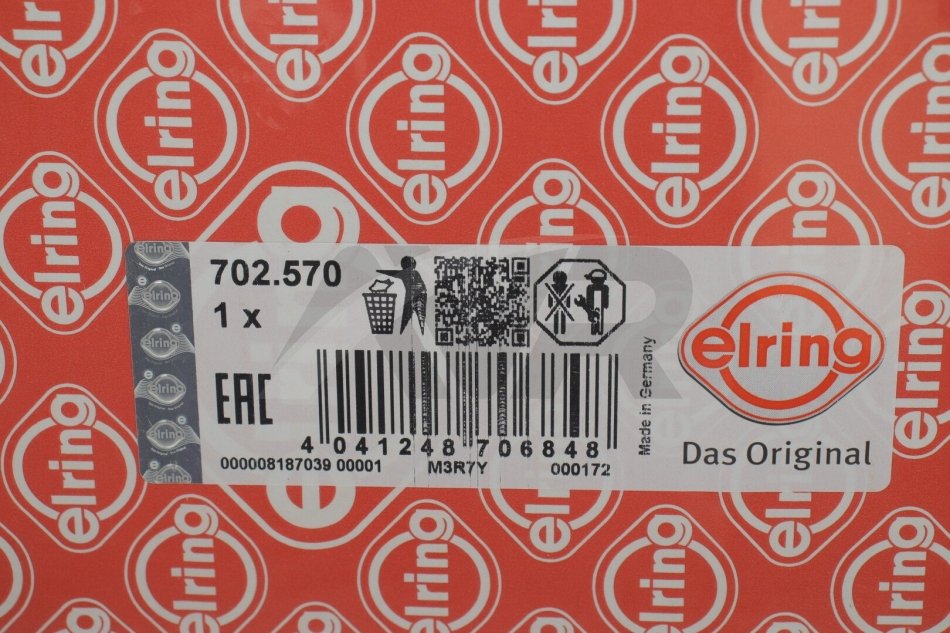 702.570
1 x
EAC
4 041248 706848
000008187039 00001
M3R7Y
000172
Made in Germany
elring
Das Original